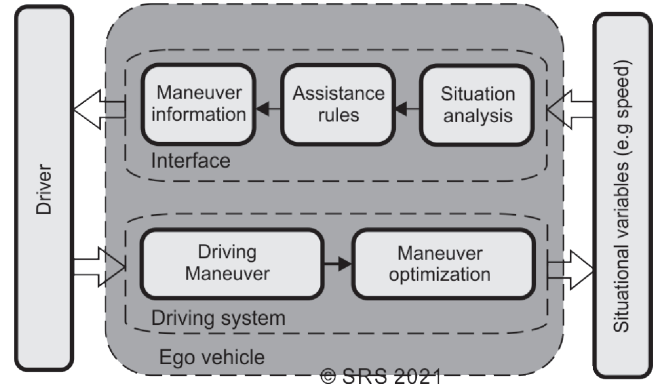 Driver
Maneuver
information
Assistance
rules
Situation
analysis
Interface
Driving
Maneuver
Maneuver
optimization
Driving system
Ego vehicle
© SRS 2021
Situational variables (e.g speed)